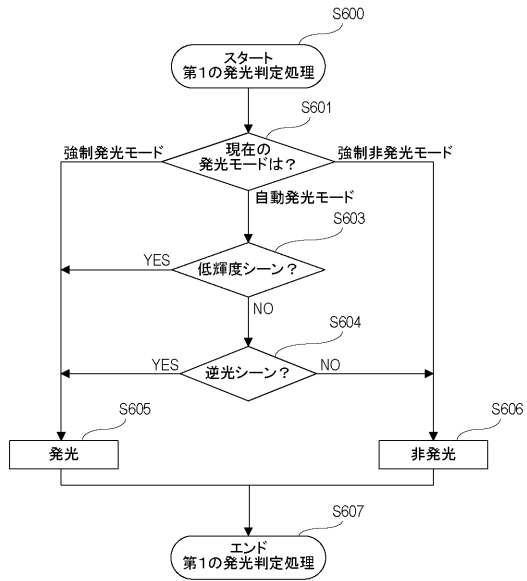 S600
スタート
第1の発光判定処理
S601
現在の
発光モードは？
強制発光モード
強制非発光モード
自動発光モード
S603
低輝度シーン？
YES
NO
S604
逆光シーン？
YES
NO
S605
発光
S606
非発光
S607
エンド
第1の発光判定処理